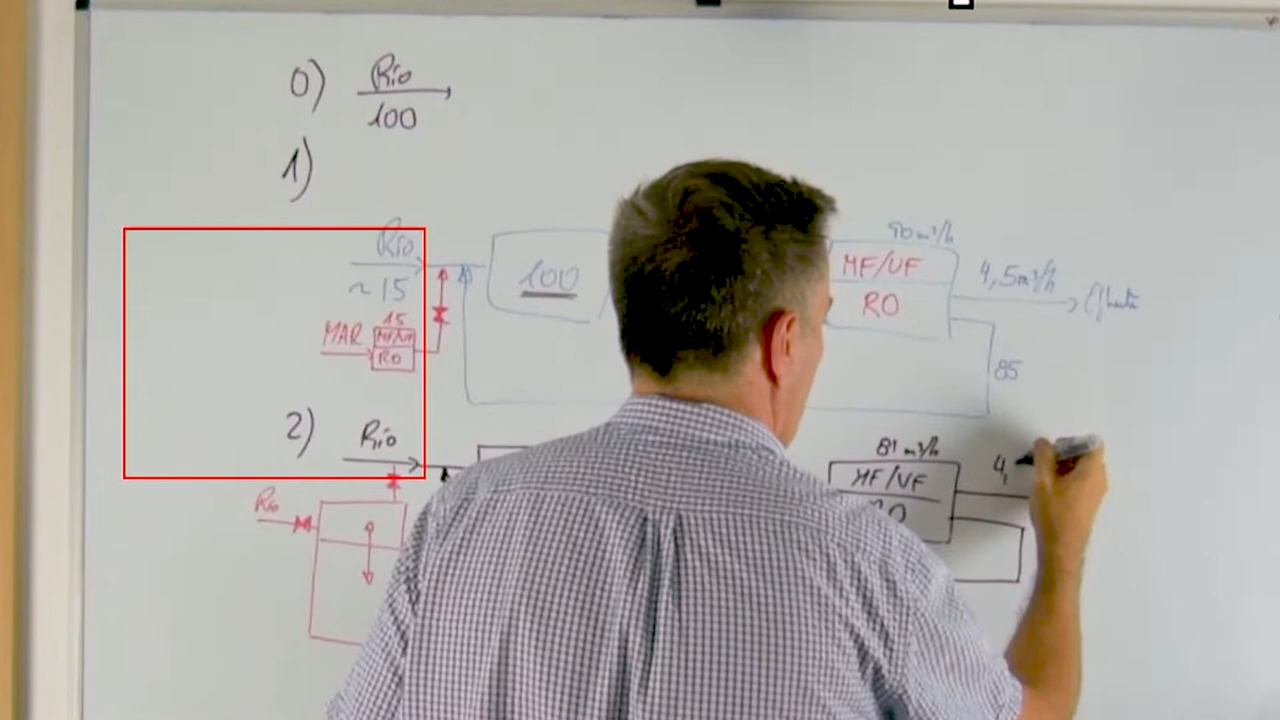 0) Río
100
1)
Río
~15
100
90 m³/h
MF/UF
RO
4,5 m³/h
85
MAR
15
MF/UF
RO
2) Río
81 m³/h
MF/UF
4,
Río